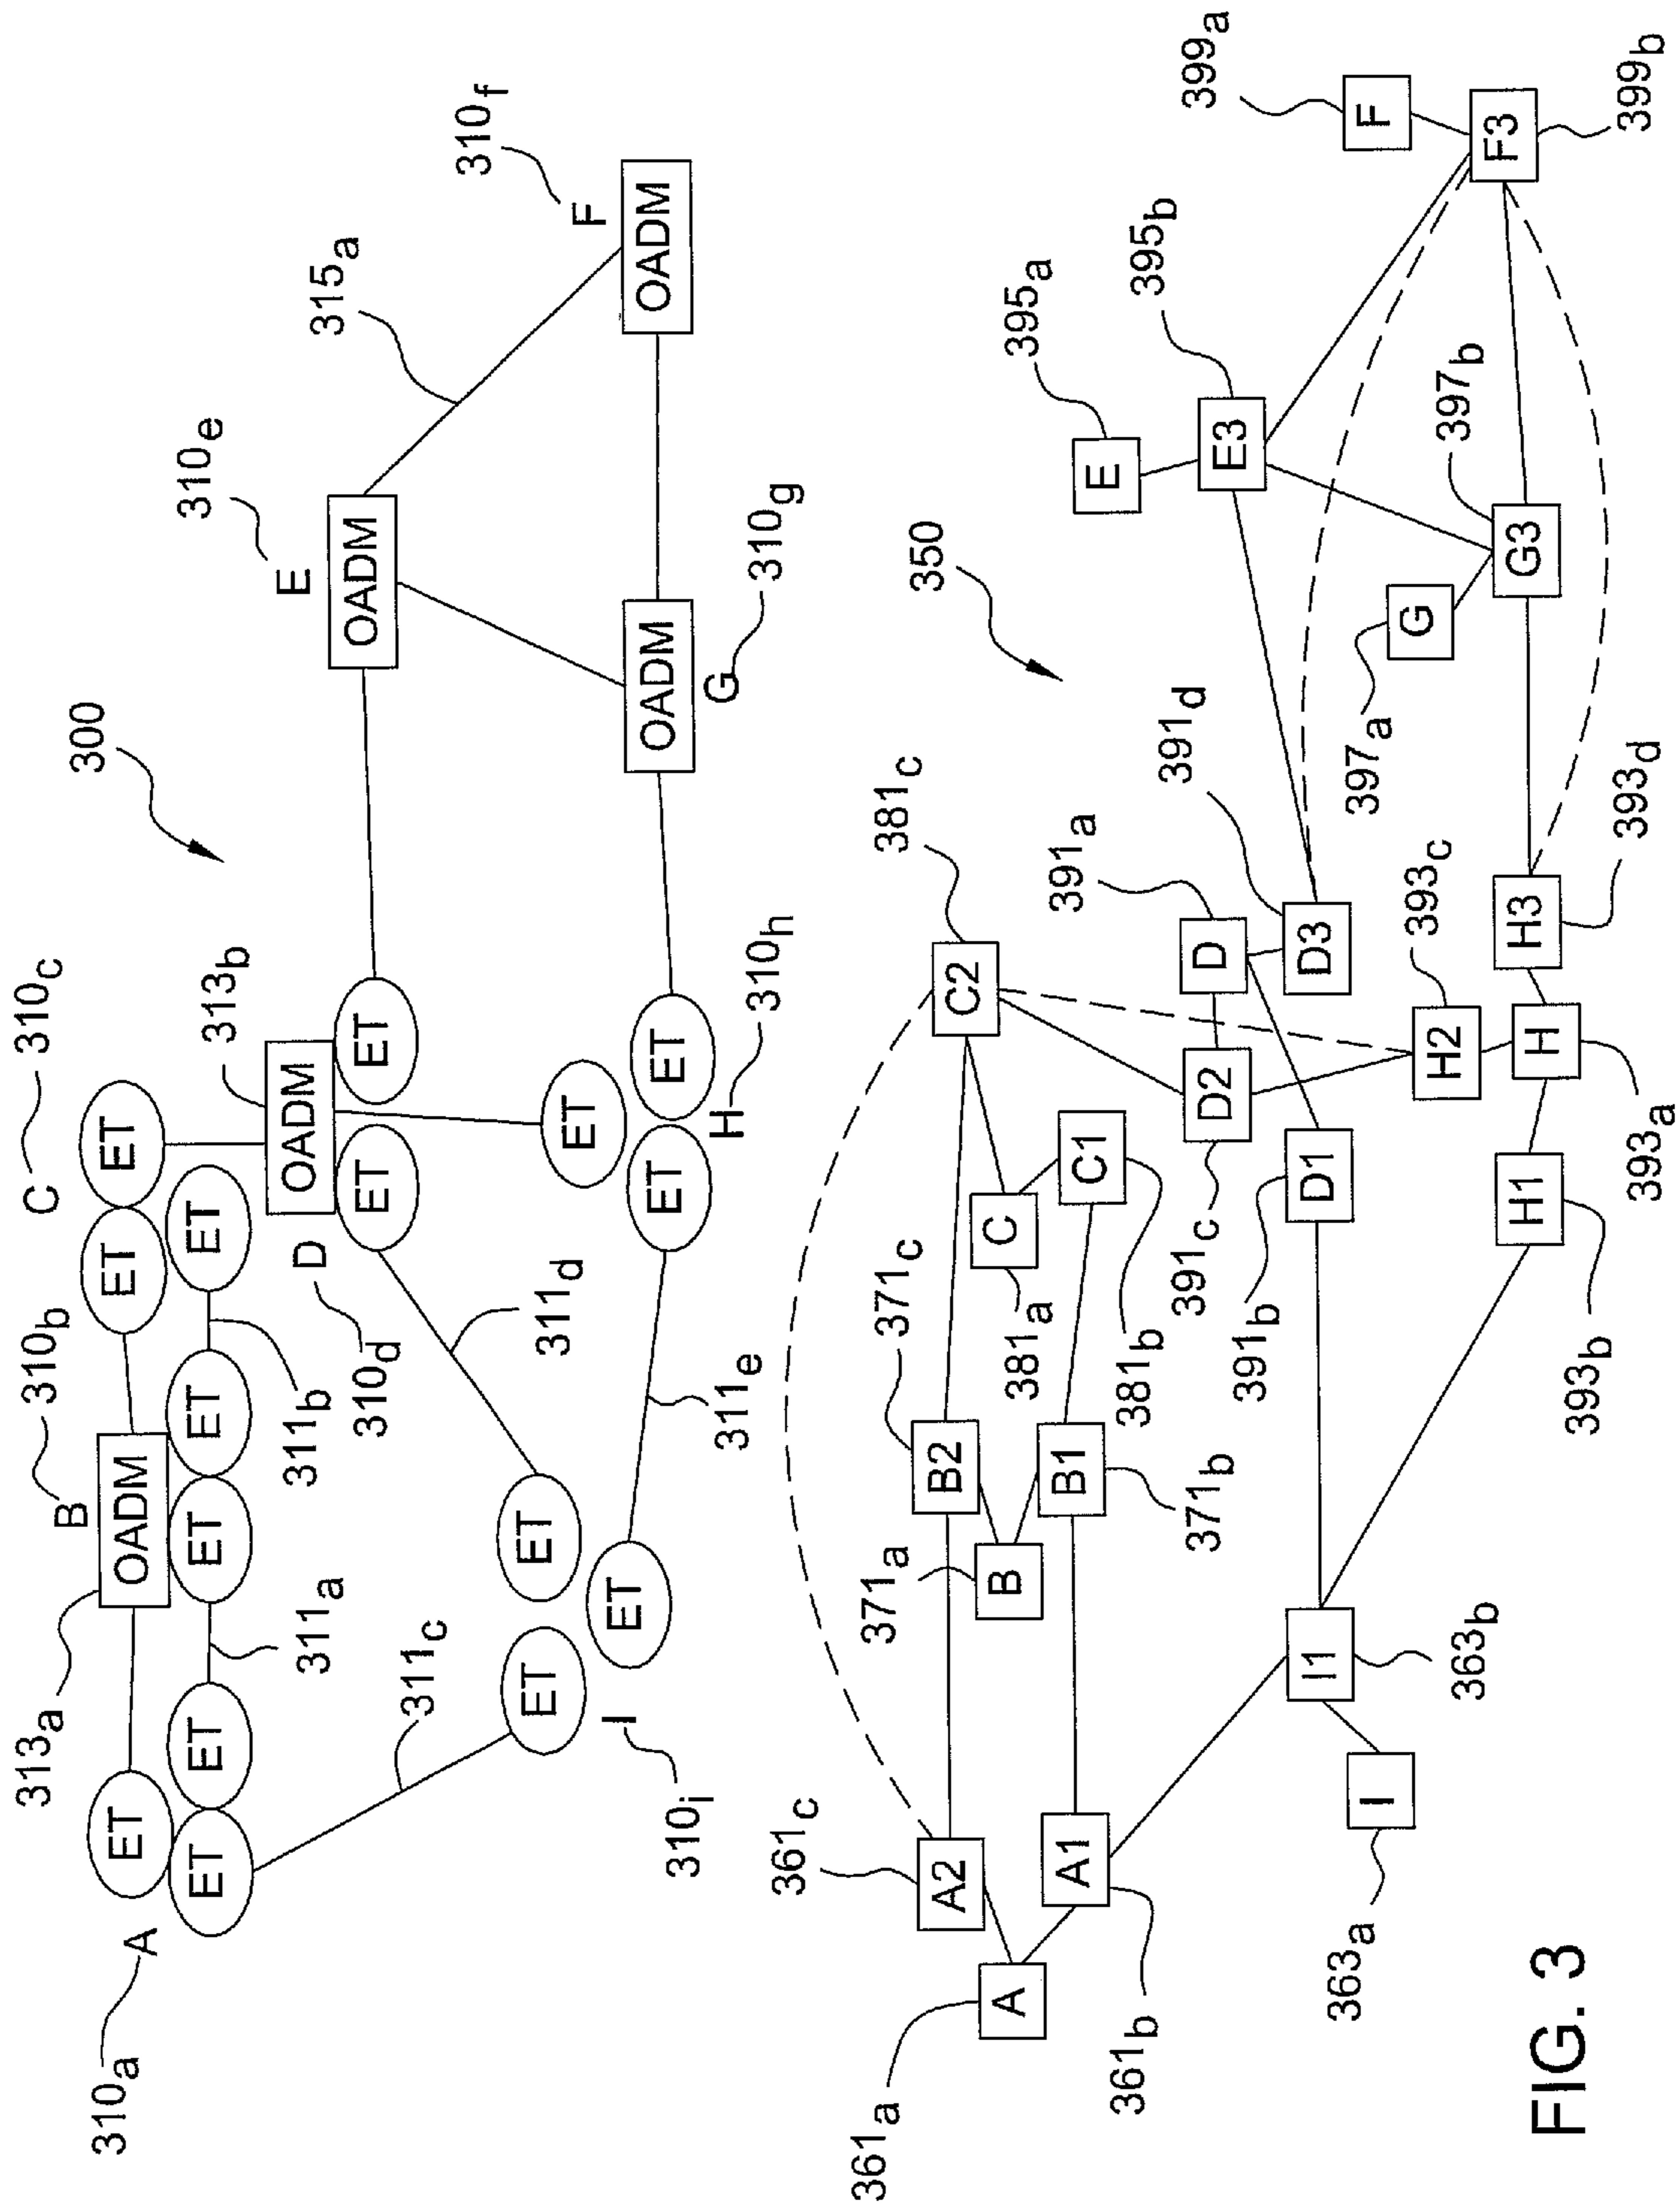 300
310a
A
ET
ET
ET
313a
OADM
B
310b
ET
ET
311a
311b
ET
ET
ET
C
310c
311c
ET
I
310i
ET
ET
311d
311e
D
310d
OADM
313b
ET
ET
ET
ET
ET
H
310h
E
310e
OADM
315a
F
310f
OADM
OADM
G
310g
350
361a
A
A2
361c
A1
361b
B2
371c
B
371a
B1
371b
C2
381c
C
381a
C1
381b
I1
363b
I
363a
D
391a
D1
391b
D2
391c
D3
391d
H
393a
H1
393b
H2
393c
H3
393d
E
395a
E3
395b
G
397a
G3
397b
F
399a
F3
399b
FIG. 3